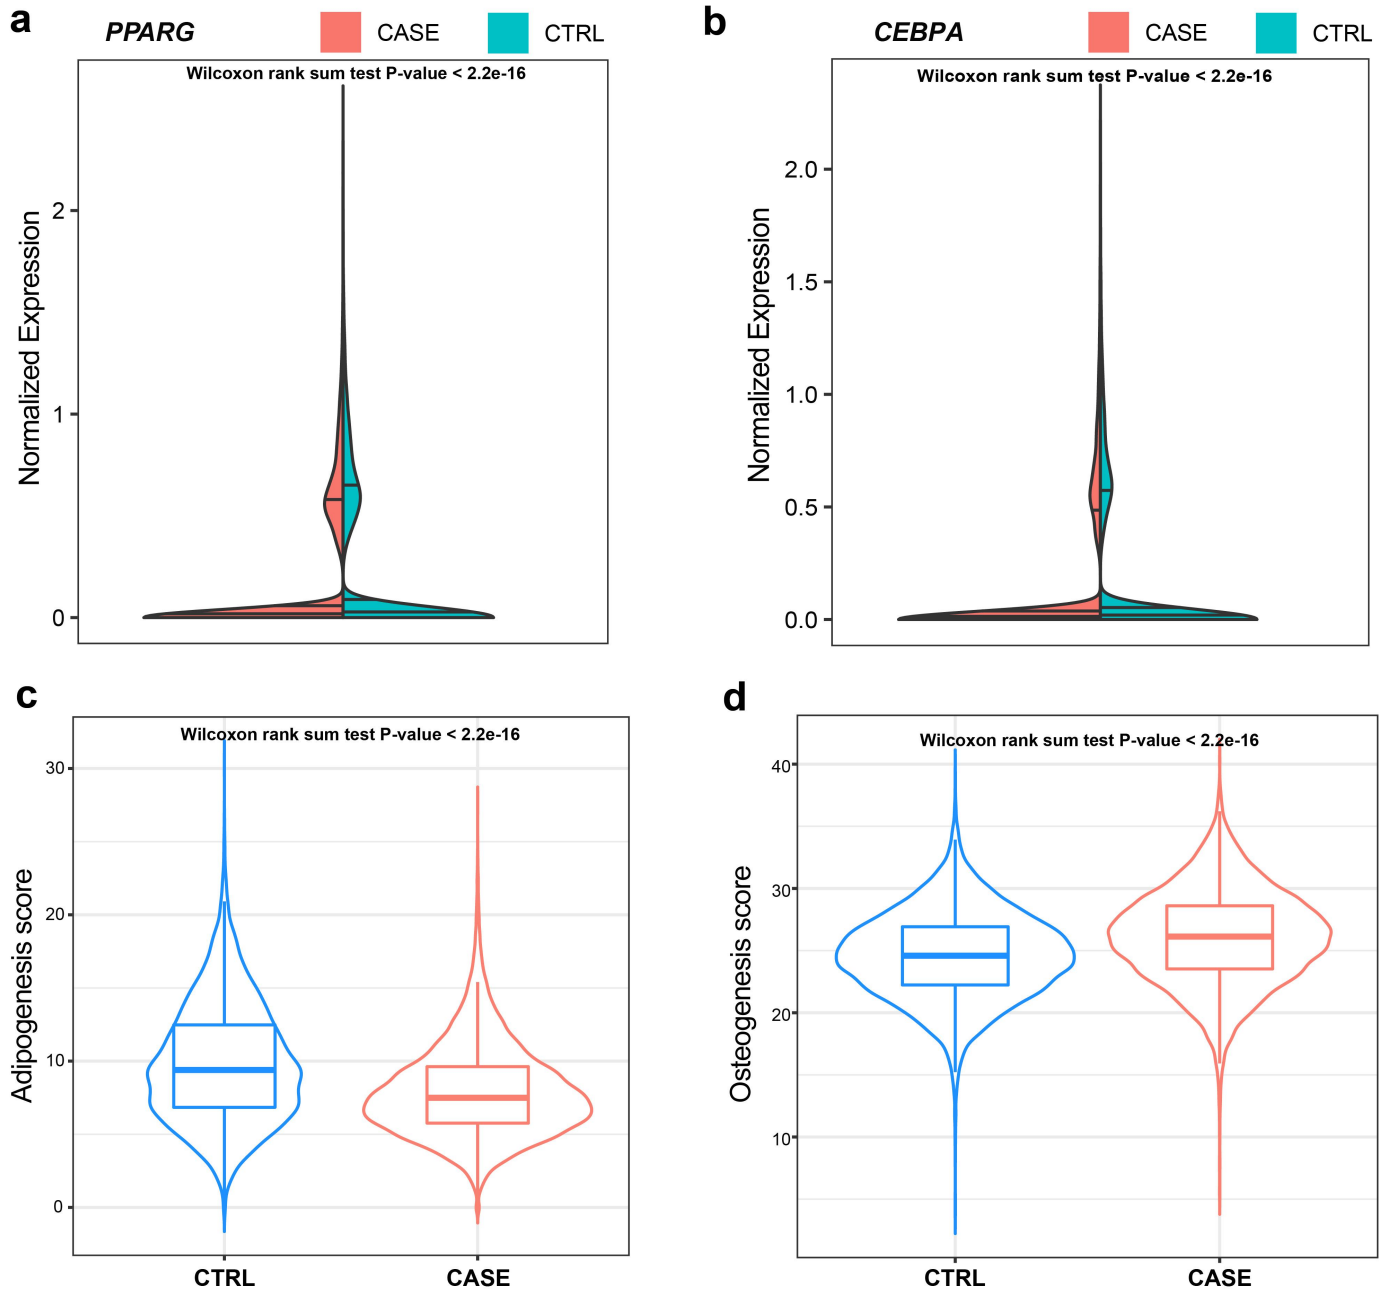 a
PPARG
CASE
CTRL
Wilcoxon rank sum test P-value < 2.2e-16
Normalized Expression
2
1
0
b
CEBPA
CASE
CTRL
Wilcoxon rank sum test P-value < 2.2e-16
Normalized Expression
2.0
1.5
1.0
0.5
0.0
c
Wilcoxon rank sum test P-value < 2.2e-16
Adipogenesis score
30
20
10
0
CTRL
CASE
d
Wilcoxon rank sum test P-value < 2.2e-16
Osteogenesis score
40
30
20
10
CTRL
CASE